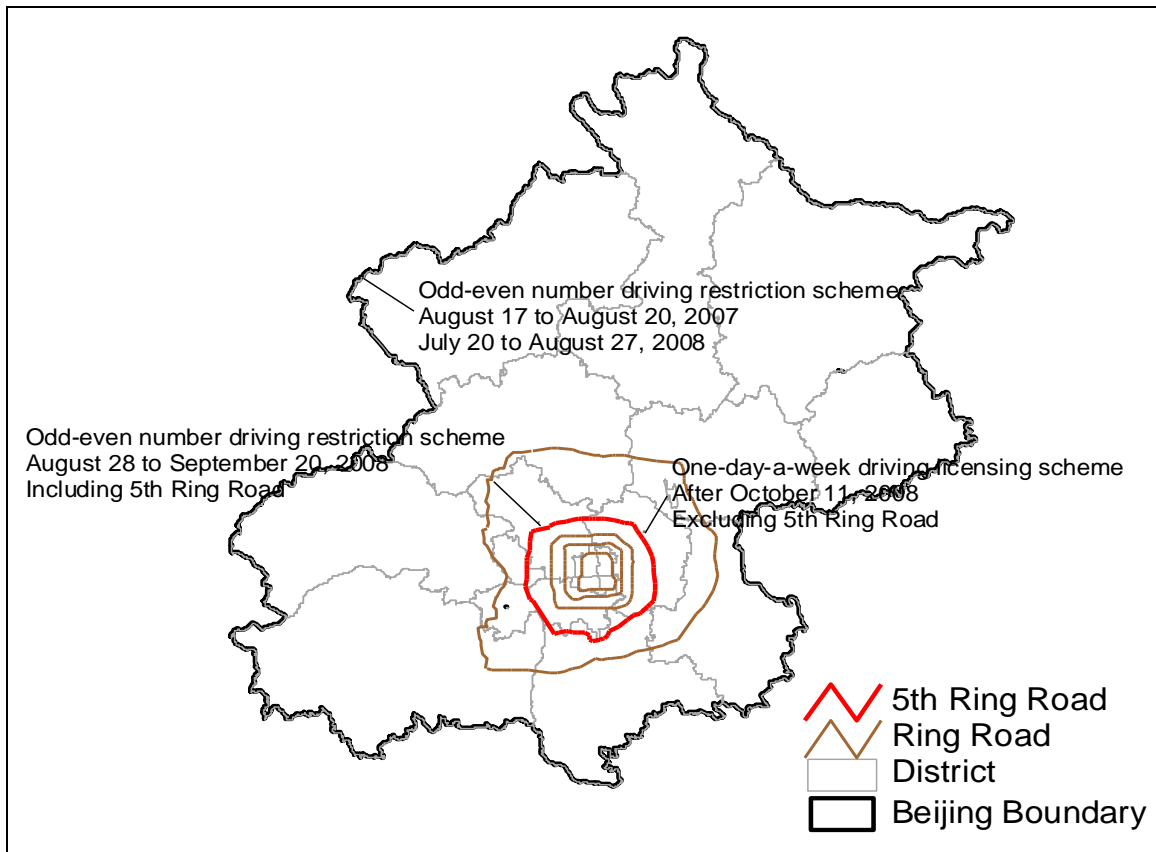 Odd-even number driving restriction scheme
August 17 to August 20, 2007
July 20 to August 27, 2008
Odd-even number driving restriction scheme
August 28 to September 20, 2008
Including 5th Ring Road
One-day-a-week driving licensing scheme
After October 11, 2008
Excluding 5th Ring Road
5th Ring Road
Ring Road
District
Beijing Boundary